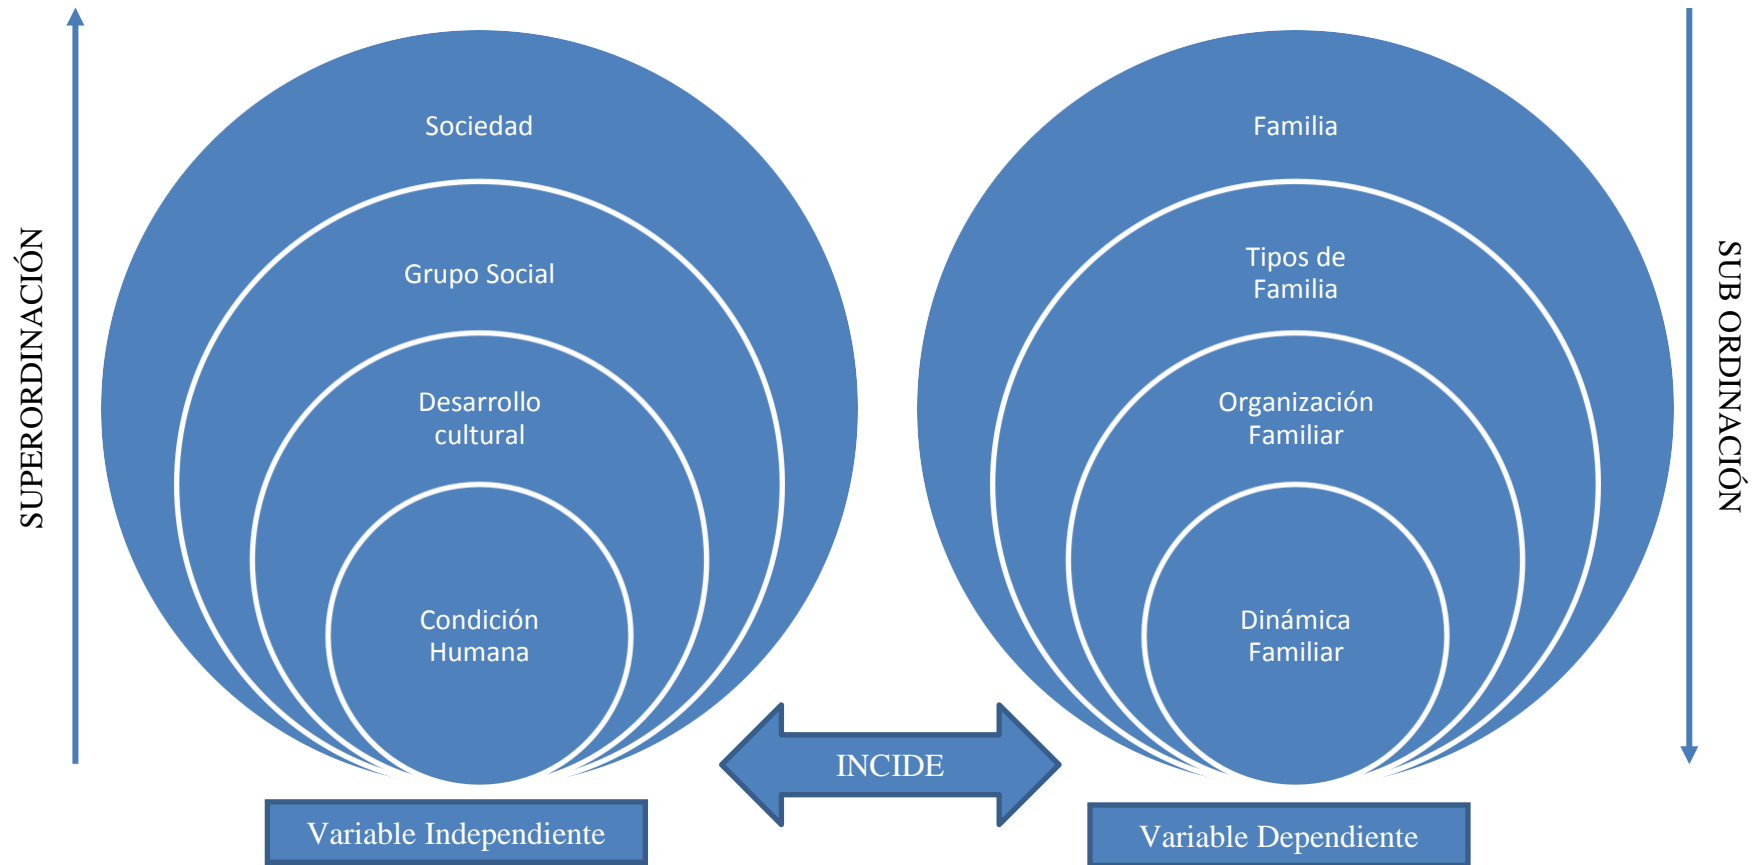 SUPERORDINACIÓN
Sociedad
Grupo Social
Desarrollo
cultural
Condición
Humana
Variable Independiente
INCIDE
Familia
Tipos de
Familia
Organización
Familiar
Dinámica
Familiar
Variable Dependiente
SUB ORDINACIÓN